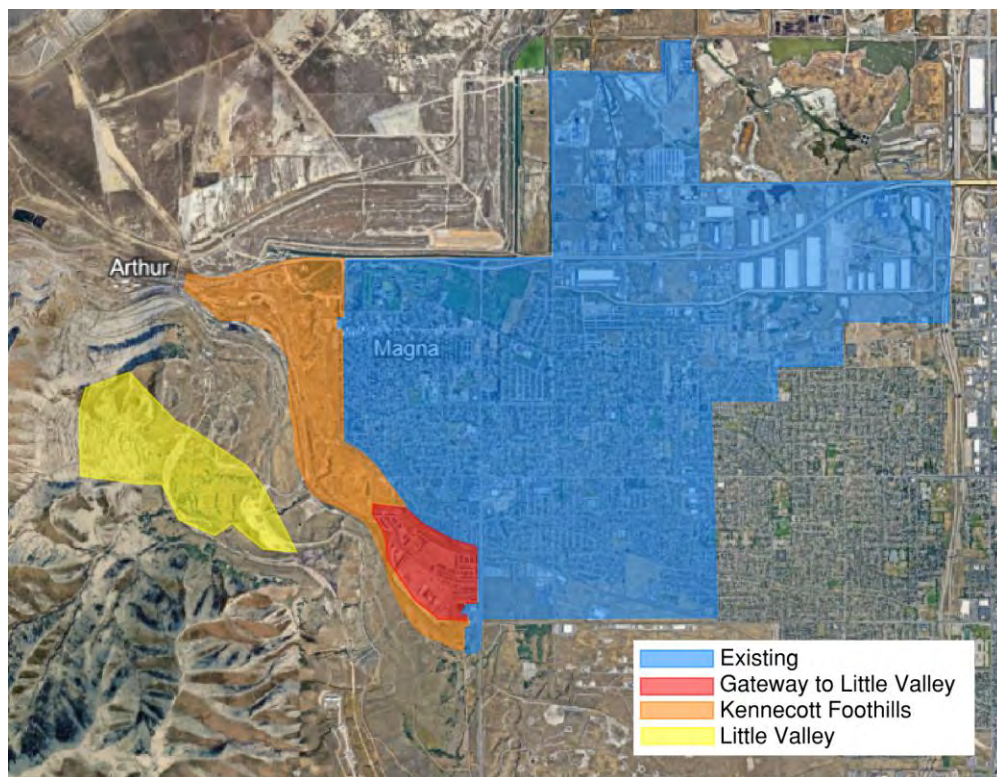 Arthur
Magna
Existing
Gateway to Little Valley
Kennecott Foothills
Little Valley